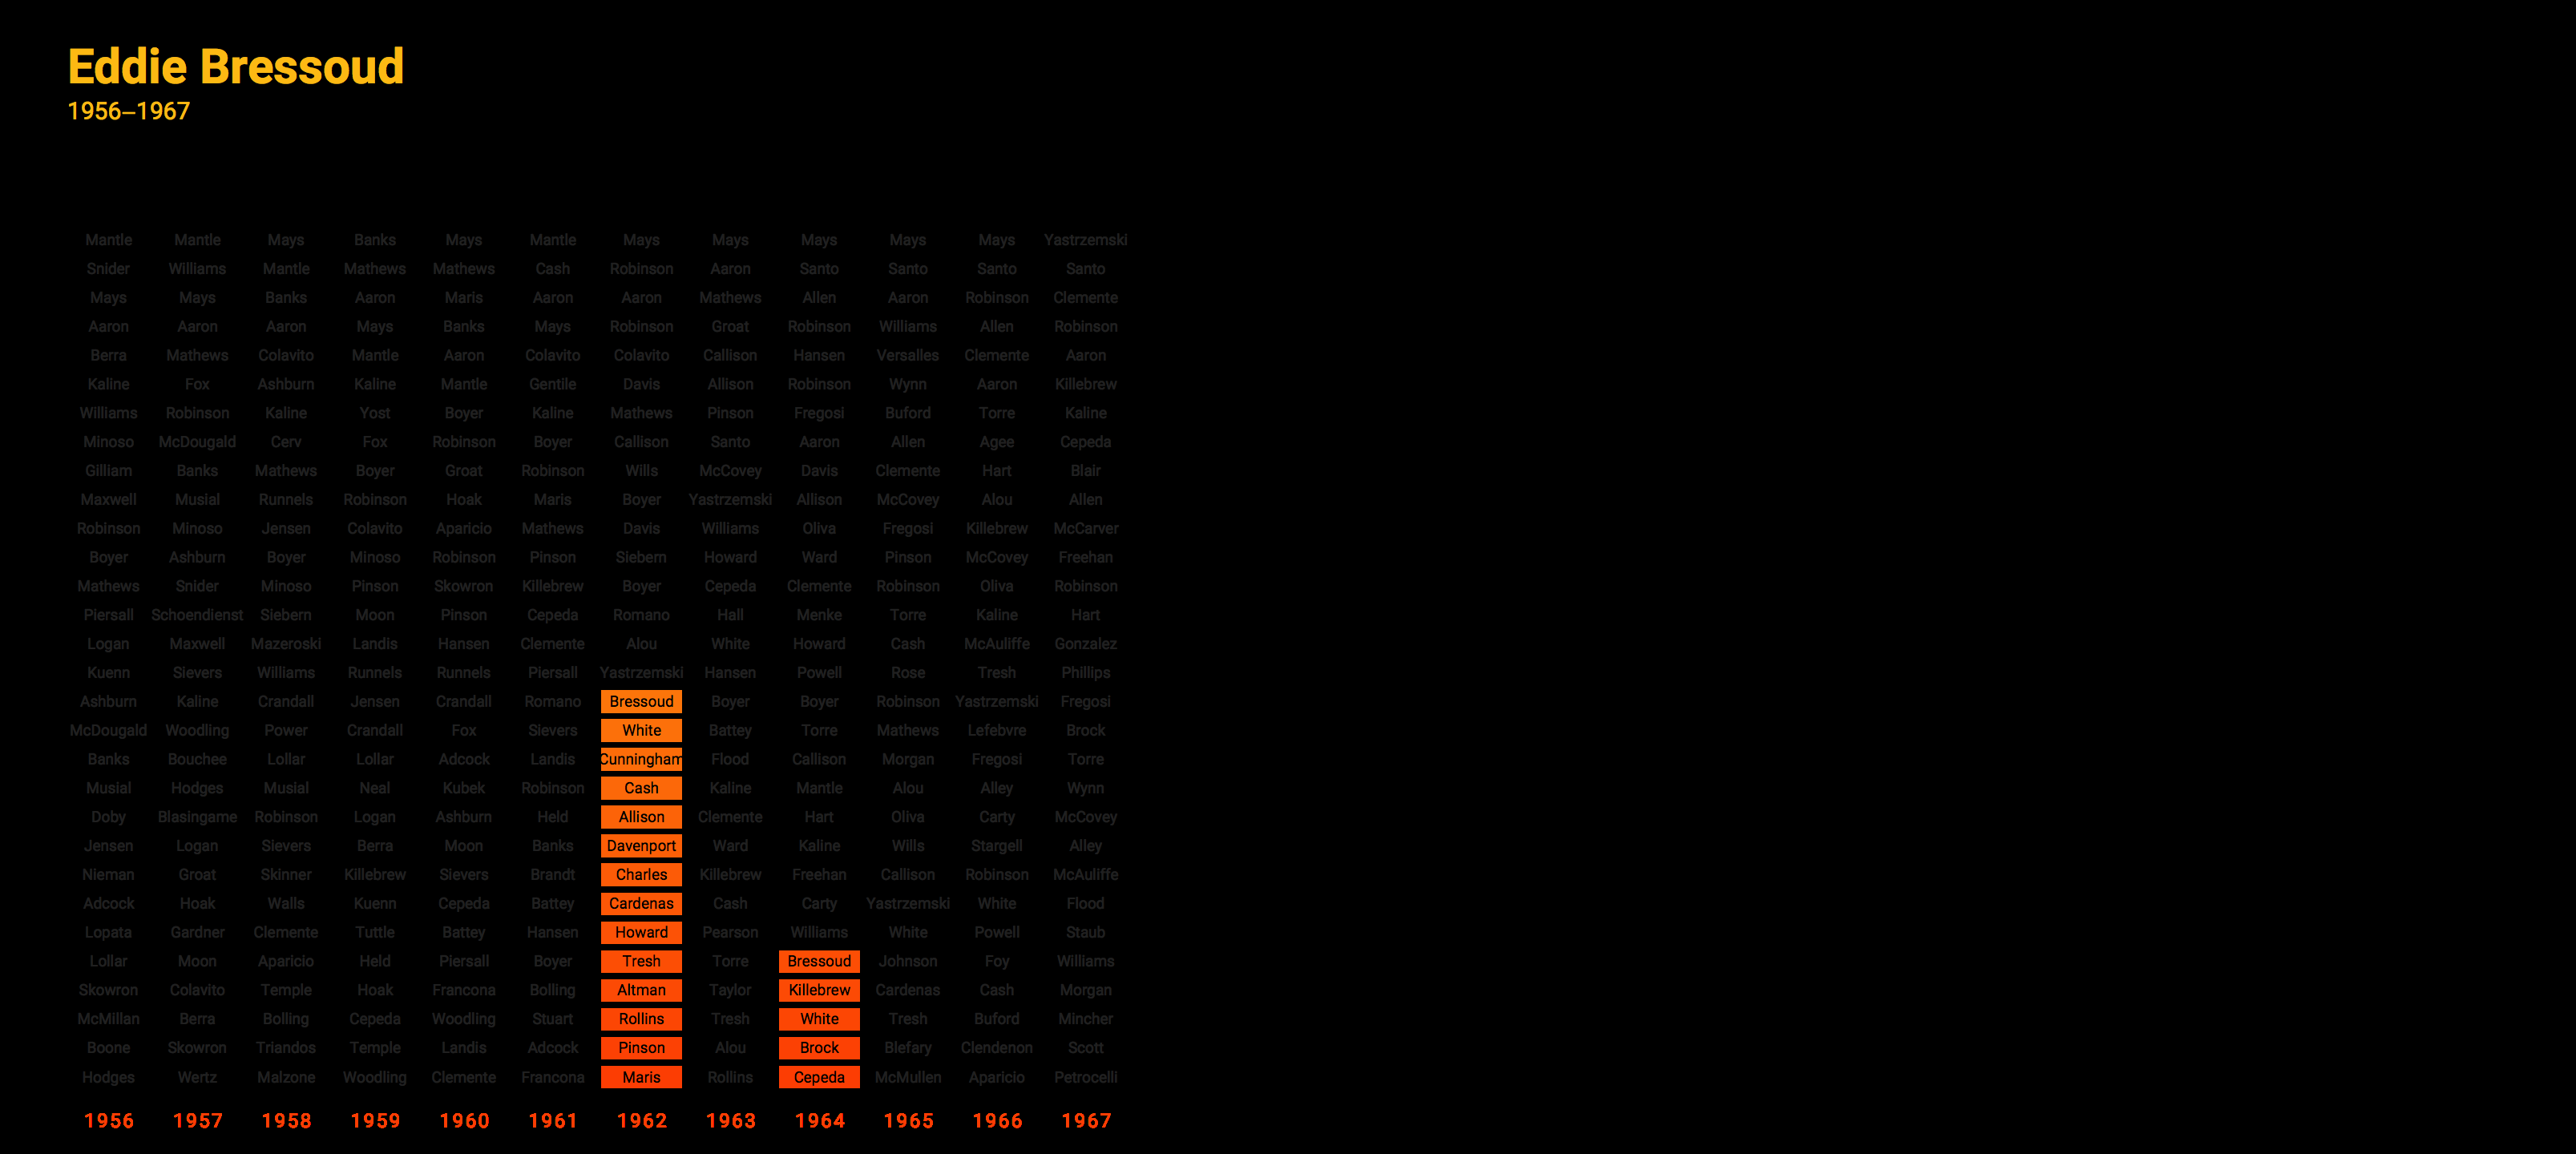 Eddie Bressoud
1956–1967
Mantle Mantle Mays Banks Mays Mantle Mays Mays Mays Mays Mays Yastrzemski
Snider Williams Mantle Mathews Mathews Cash Robinson Aaron Santo Santo Santo Santo
Mays Mays Banks Aaron Maris Aaron Aaron Mathews Allen Aaron Robinson Clemente
Aaron Aaron Aaron Mays Banks Mays Robinson Groat Robinson Williams Allen Robinson
Berra Mathews Colavito Mantle Aaron Colavito Colavito Callison Hansen Versalles Clemente Aaron
Kaline Fox Ashburn Kaline Mantle Gentile Davis Allison Robinson Wynn Aaron Killebrew
Williams Robinson Kaline Yost Boyer Kaline Mathews Pinson Fregosi Buford Torre Kaline
Minoso McDougald Cerv Fox Robinson Boyer Callison Santo Aaron Allen Agee Cepeda
Gilliam Banks Mathews Boyer Groat Robinson Wills McCovey Davis Clemente Hart Blair
Maxwell Musial Runnels Robinson Hoak Maris Boyer Yastrzemski Allison McCovey Alou Allen
Robinson Minoso Jensen Colavito Aparicio Mathews Davis Williams Oliva Fregosi Killebrew McCarver
Boyer Ashburn Boyer Minoso Robinson Pinson Siebern Howard Ward Pinson McCovey Freehan
Mathews Snider Minoso Pinson Skowron Killebrew Boyer Cepeda Clemente Robinson Oliva Robinson
Piersall Schoendienst Siebern Moon Pinson Cepeda Romano Hall Menke Torre Kaline Hart
Logan Maxwell Mazeroski Landis Hansen Clemente Alou White Howard Cash McAuliffe Gonzalez
Kuenn Sievers Williams Runnels Runnels Piersall Yastrzemski Hansen Powell Rose Tresh Phillips
Ashburn Kaline Crandall Jensen Crandall Romano Bressoud Boyer Boyer Robinson Yastrzemski Fregosi
McDougald Woodling Power Crandall Fox Sievers White Battey Torre Mathews Lefebvre Brock
Banks Bouchee Lollar Lollar Adcock Landis Cunningham Flood Callison Morgan Fregosi Torre
Musial Hodges Musial Neal Kubek Robinson Cash Kaline Mantle Alou Alley Wynn
Doby Blasingame Robinson Logan Ashburn Held Allison Clemente Hart Oliva Carty McCovey
Jensen Logan Sievers Berra Moon Banks Davenport Ward Kaline Wills Stargell Alley
Nieman Groat Skinner Killebrew Sievers Brandt Charles Killebrew Freehan Callison Robinson McAuliffe
Adcock Hoak Walls Kuenn Cepeda Battey Cardenas Cash Carty Yastrzemski White Flood
Lopata Gardner Clemente Tuttle Battey Hansen Howard Pearson Williams White Powell Staub
Lollar Moon Aparicio Held Piersall Boyer Tresh Torre Bressoud Johnson Foy Williams
Skowron Colavito Temple Hoak Francona Bolling Altman Taylor Killebrew Cardenas Cash Morgan
McMillan Berra Bolling Cepeda Woodling Stuart Rollins Tresh White Tresh Buford Mincher
Boone Skowron Triandos Temple Landis Adcock Pinson Alou Brock Blefary Clendenon Scott
Hodges Wertz Malzone Woodling Clemente Francona Maris Rollins Cepeda McMullen Aparicio Petrocelli
1956 1957 1958 1959 1960 1961 1962 1963 1964 1965 1966 1967